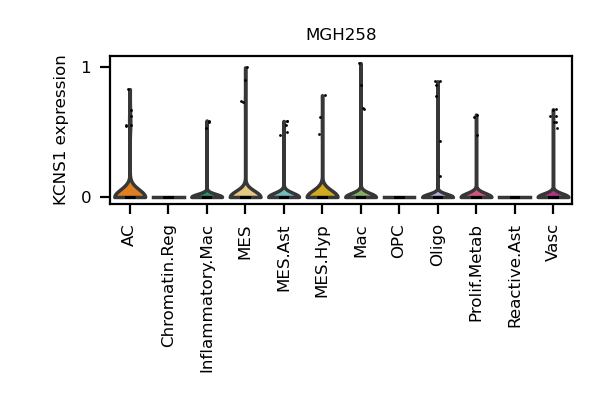 MGH258
KCNS1 expression
1
0
AC
Chromatin.Reg
Inflammatory.Mac
MES
MES.Ast
MES.Hyp
Mac
OPC
Oligo
Prolif.Metab
Reactive.Ast
Vasc